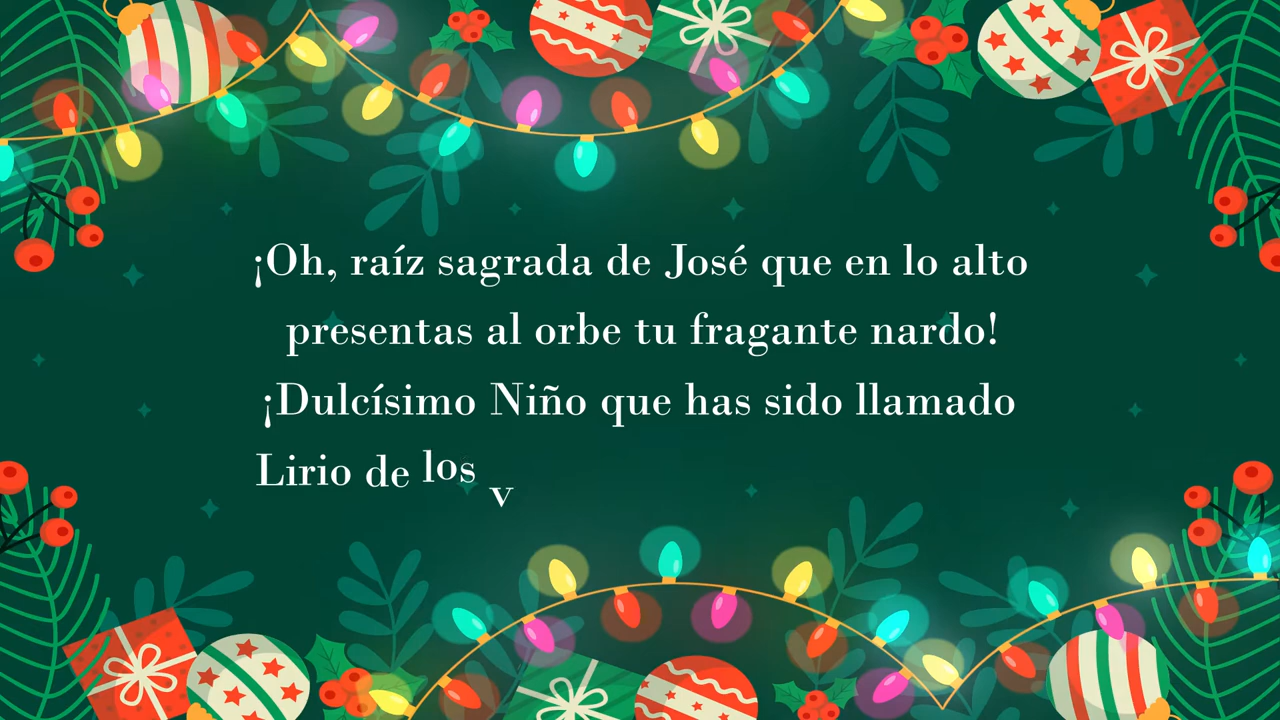 ¡Oh, raíz sagrada de José que en lo alto
presentas al orbe tu fragante nardo!
¡Dulcísimo Niño que has sido llamado
Lirio de los v